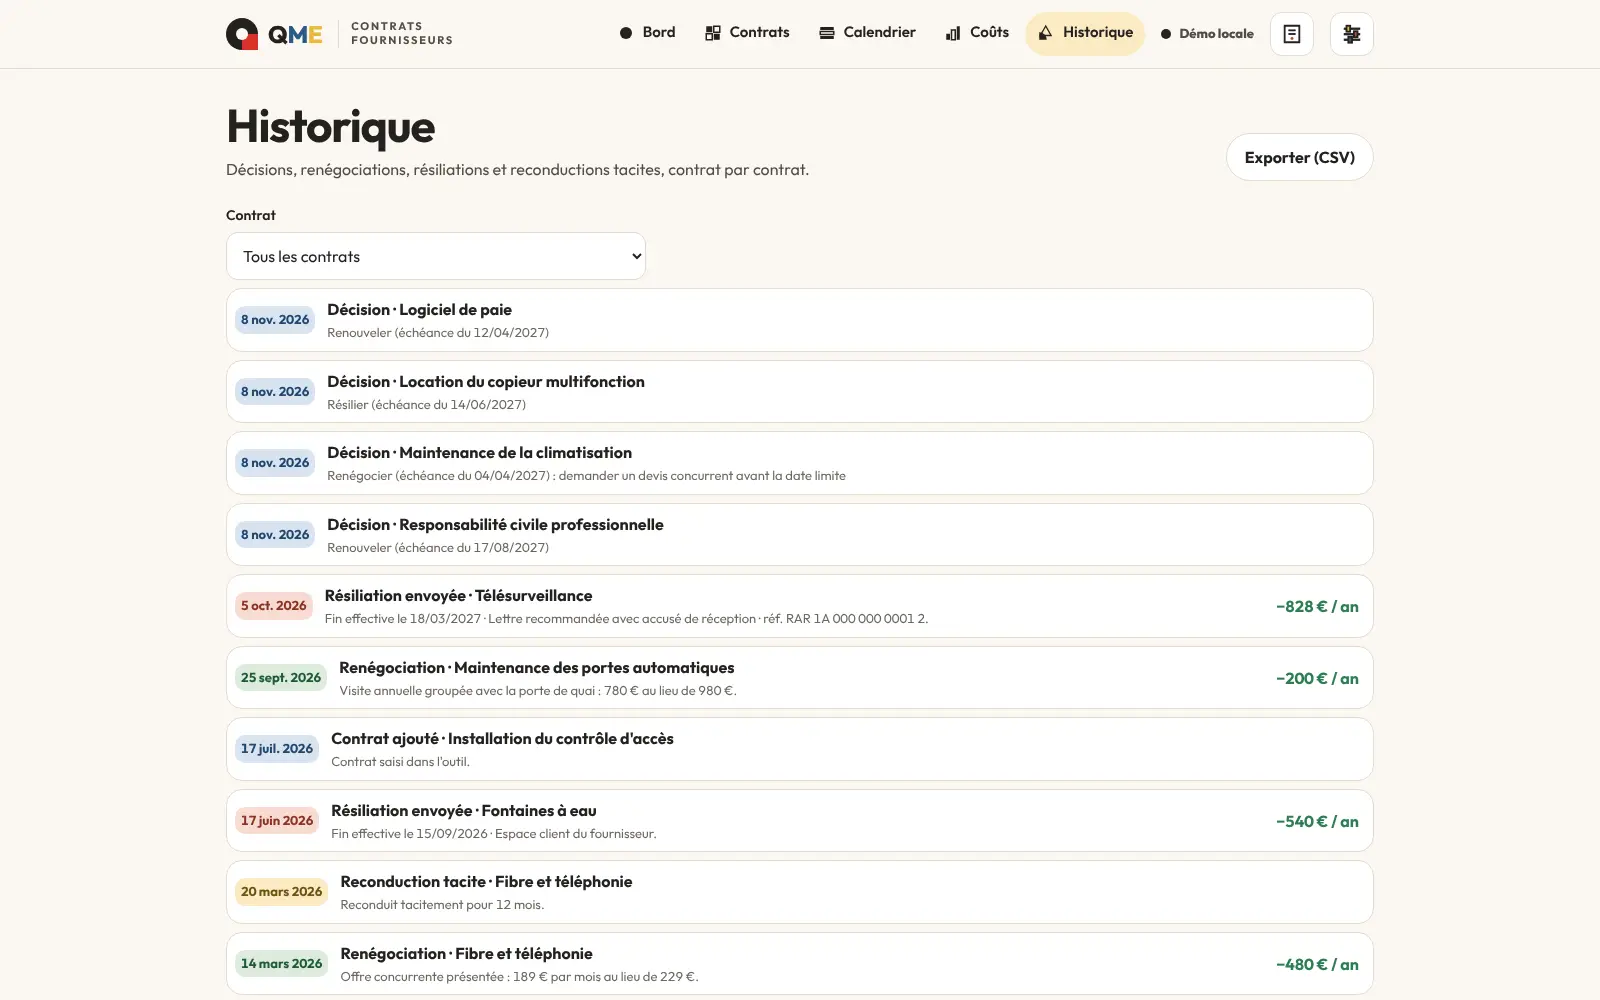 QME
CONTRATS
FOURNISSEURS
Bord
Contrats
Calendrier
Coûts
Historique
Démo locale
Historique
Décisions, renégociations, résiliations et reconductions tacites, contrat par contrat.
Exporter (CSV)
Contrat
Tous les contrats
8 nov. 2026
Décision · Logiciel de paie
Renouveler (échéance du 12/04/2027)
8 nov. 2026
Décision · Location du copieur multifonction
Résilier (échéance du 14/06/2027)
8 nov. 2026
Décision · Maintenance de la climatisation
Renégocier (échéance du 04/04/2027) : demander un devis concurrent avant la date limite
8 nov. 2026
Décision · Responsabilité civile professionnelle
Renouveler (échéance du 17/08/2027)
5 oct. 2026
Résiliation envoyée · Télésurveillance
Fin effective le 18/03/2027 · Lettre recommandée avec accusé de réception · réf. RAR 1A 000 000 0001 2.
−828 € / an
25 sept. 2026
Renégociation · Maintenance des portes automatiques
Visite annuelle groupée avec la porte de quai : 780 € au lieu de 980 €.
−200 € / an
17 juil. 2026
Contrat ajouté · Installation du contrôle d'accès
Contrat saisi dans l'outil.
17 juin 2026
Résiliation envoyée · Fontaines à eau
Fin effective le 15/09/2026 · Espace client du fournisseur.
−540 € / an
20 mars 2026
Reconduction tacite · Fibre et téléphonie
Reconduit tacitement pour 12 mois.
14 mars 2026
Renégociation · Fibre et téléphonie
Offre concurrente présentée : 189 € par mois au lieu de 229 €.
−480 € / an